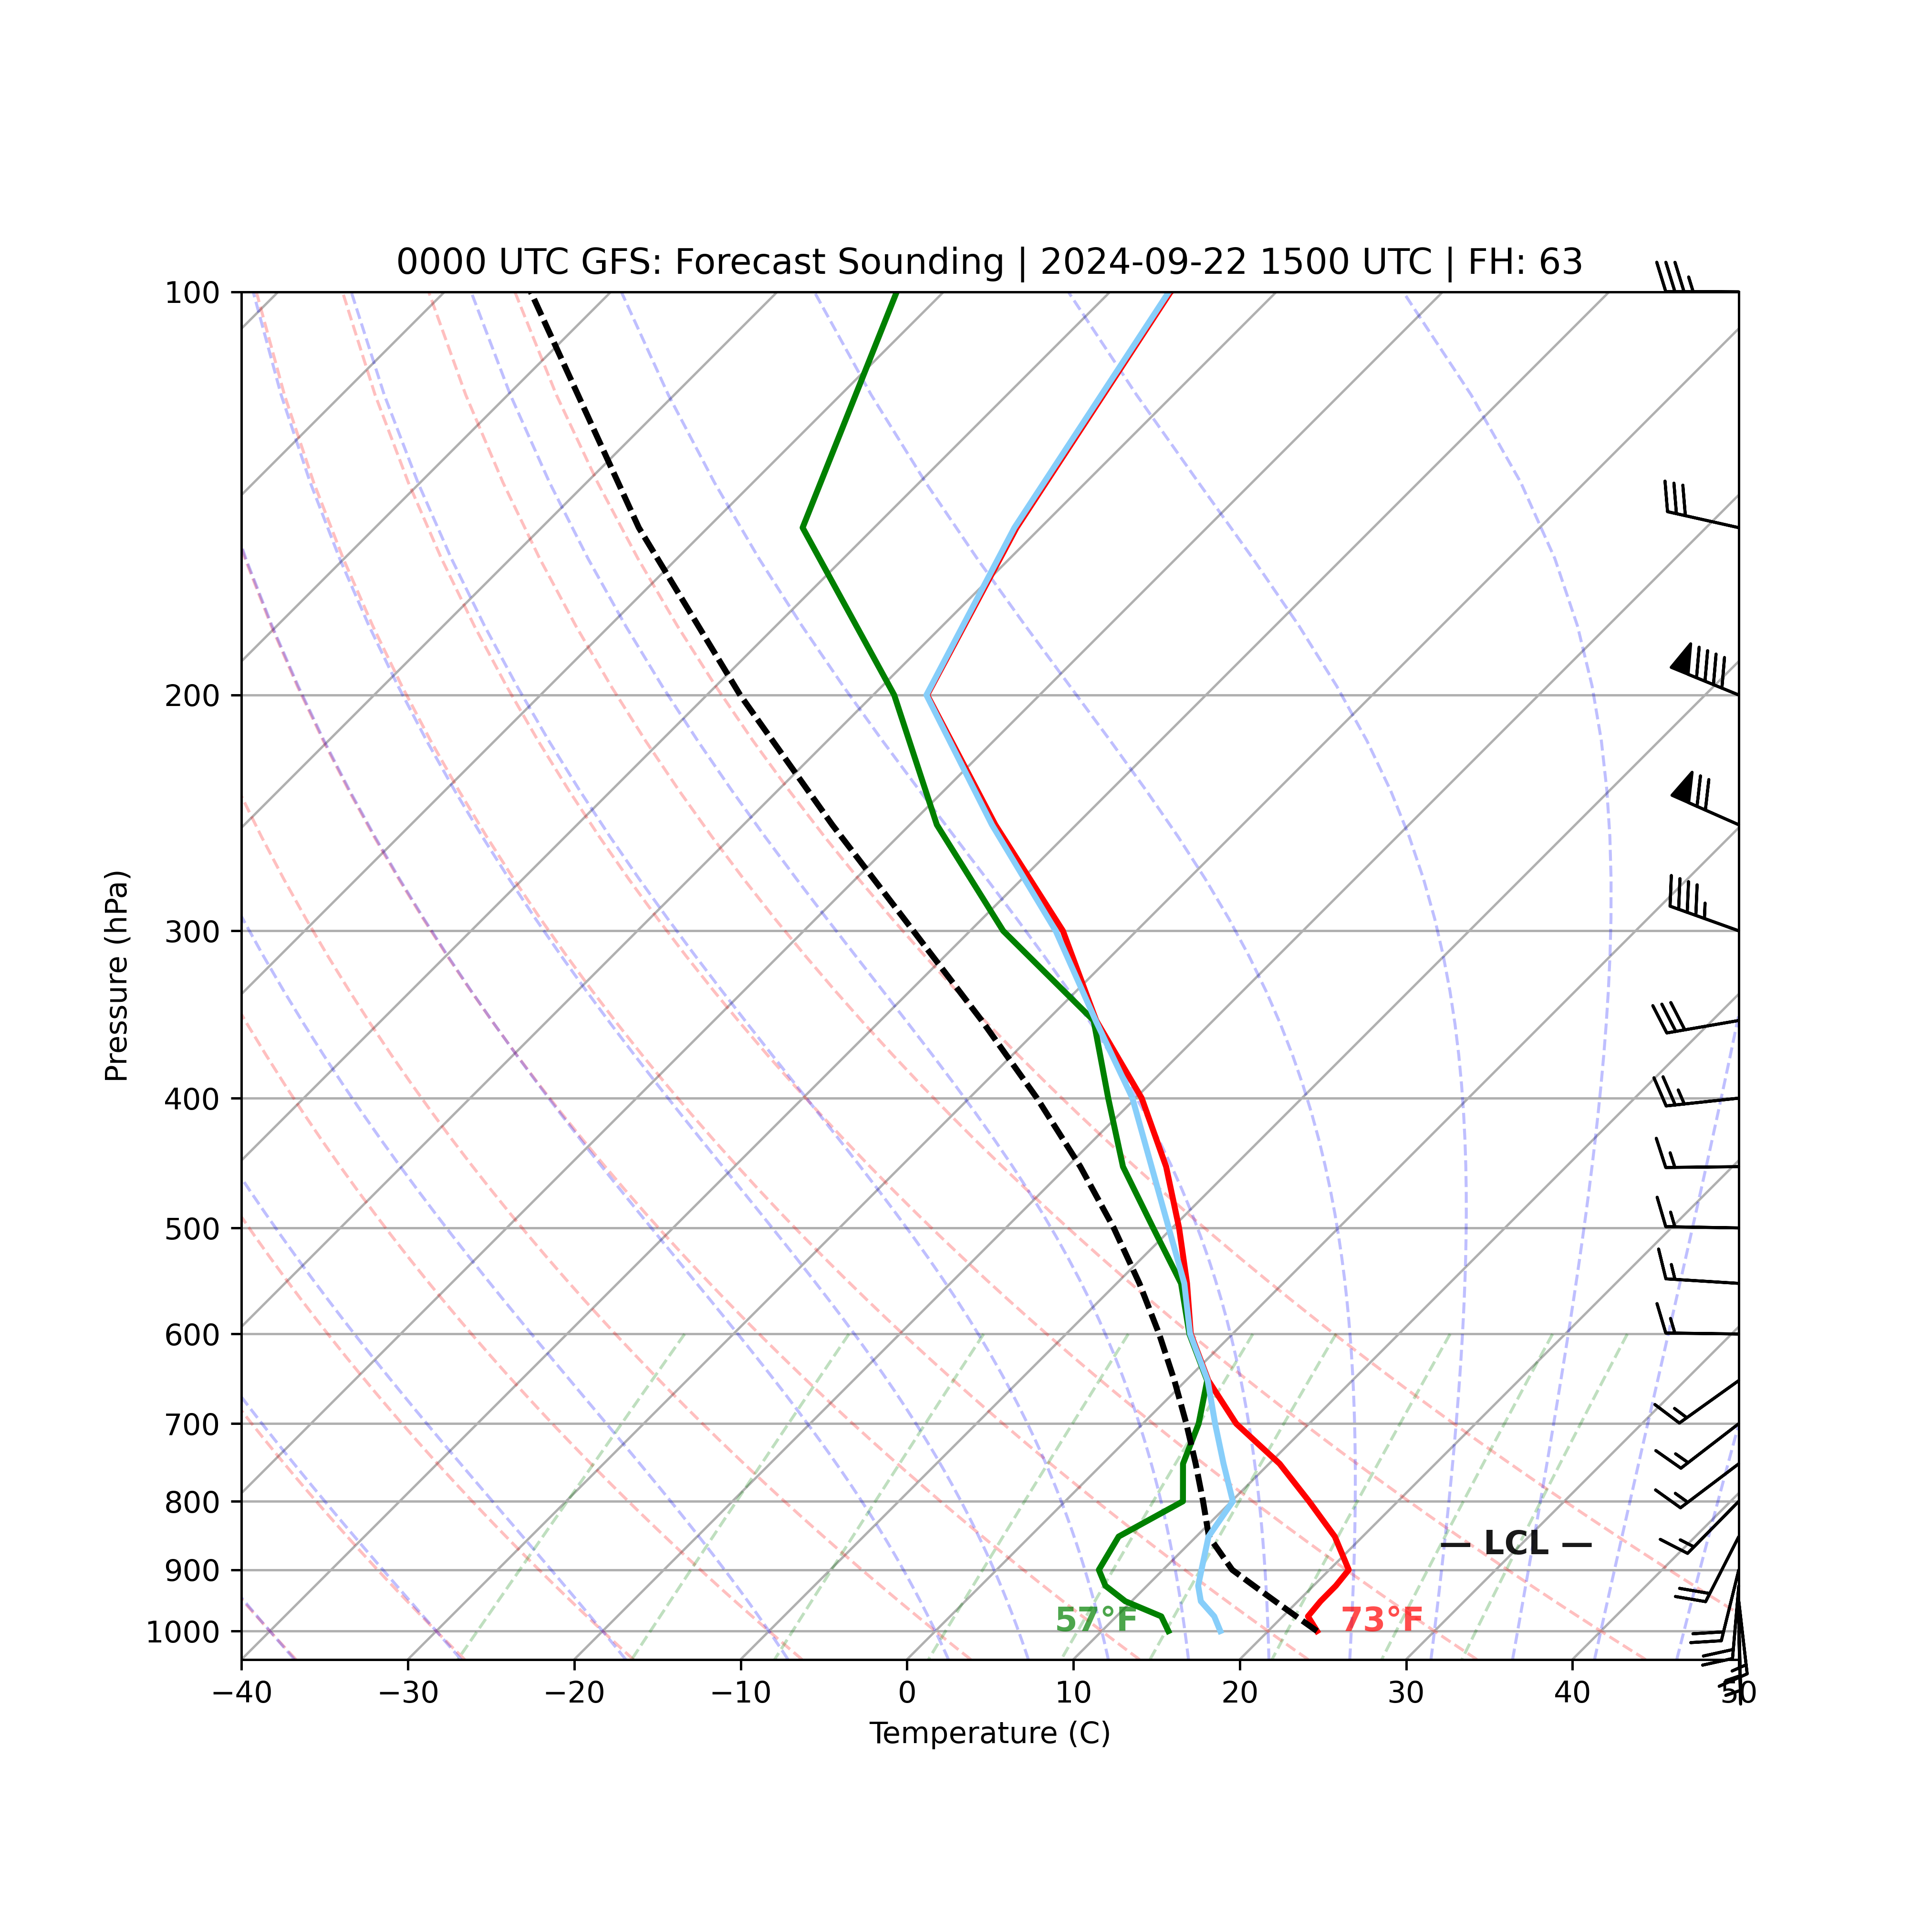 0000 UTC GFS: Forecast Sounding | 2024-09-22 1500 UTC | FH: 63
100
200
300
400
500
600
700
800
900
1000
Pressure (hPa)
— LCL —
57°F
73°F
−40 −30 −20 −10 0 10 20 30 40 50
Temperature (C)